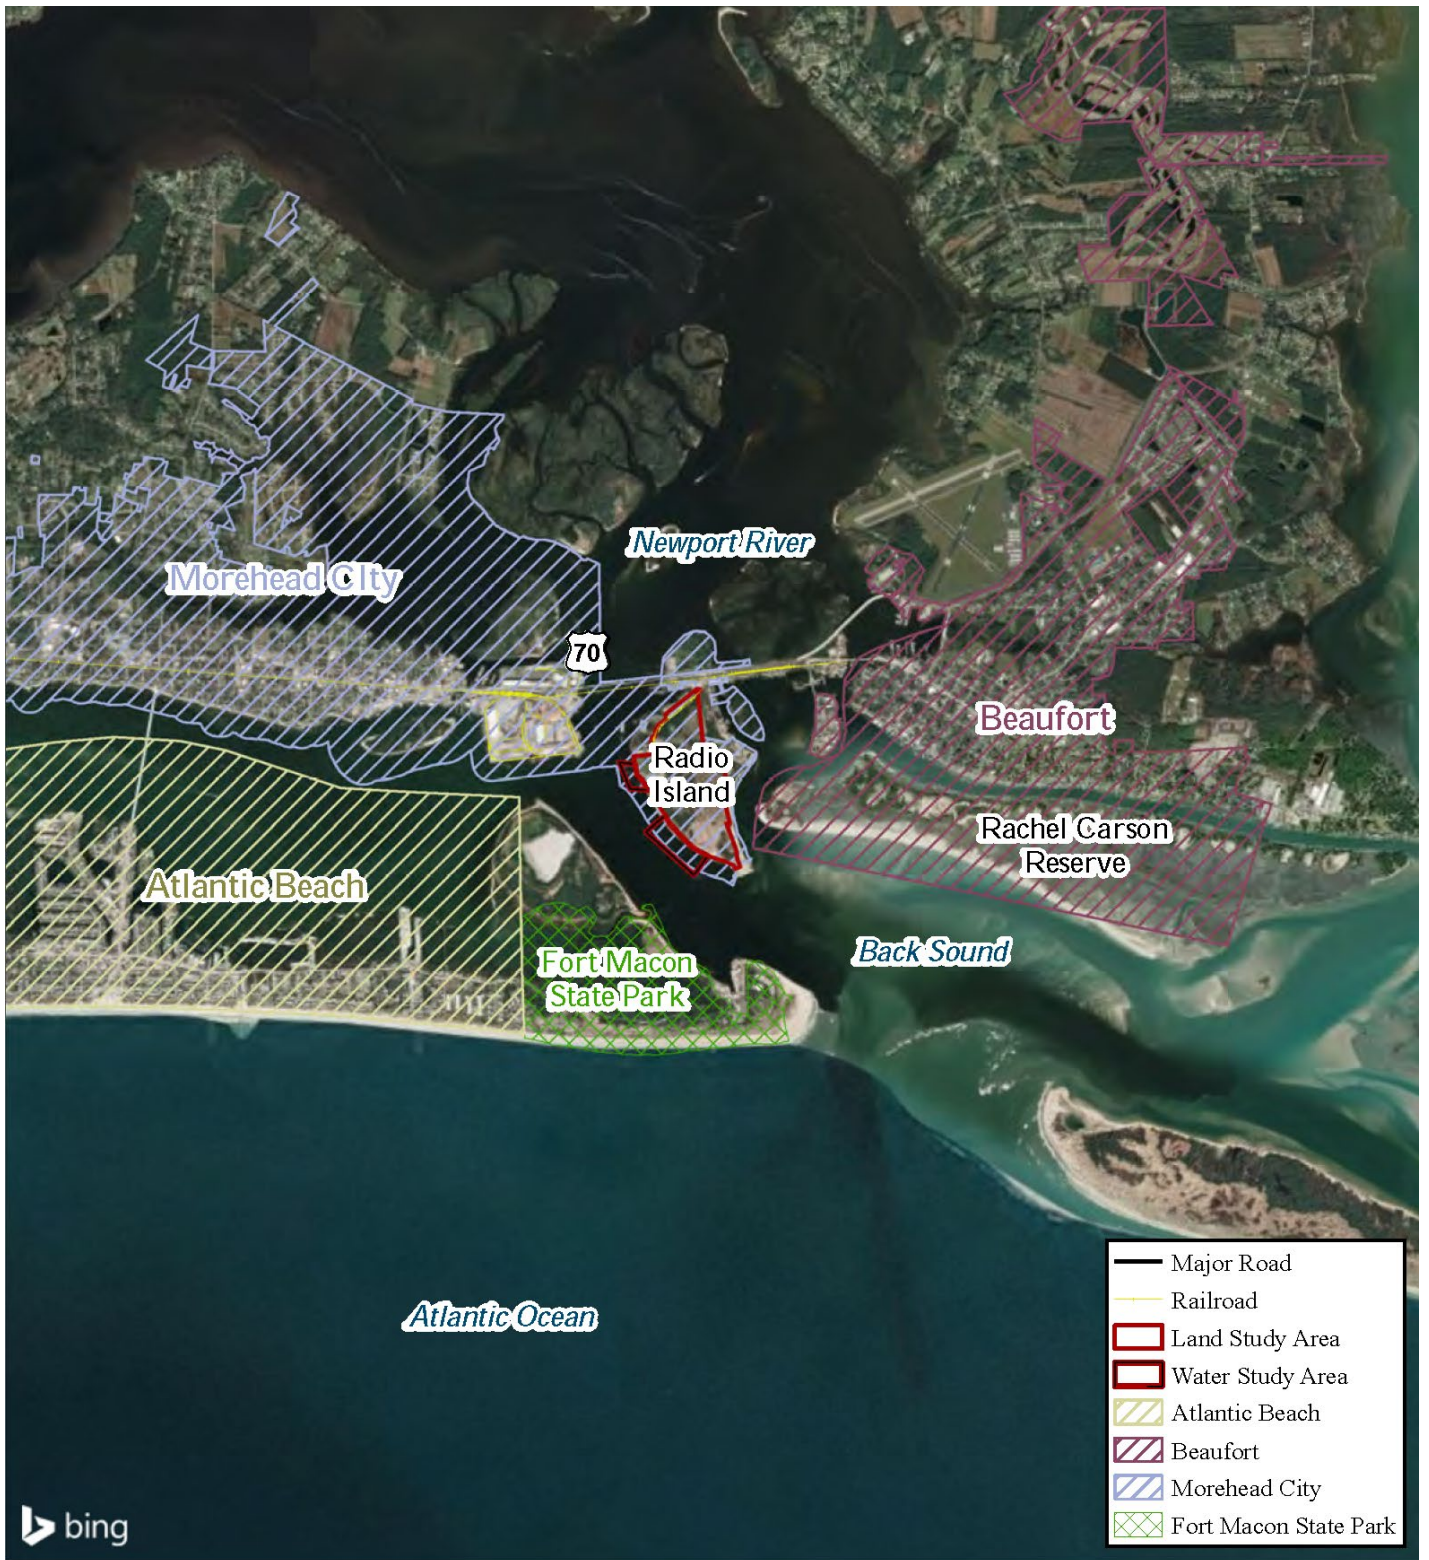 Newport River
Morehead CIty
70
Beaufort
Radio
Island
Rachel Carson
Reserve
Atlantic Beach
Back Sound
Fort Macon
State Park
Atlantic Ocean
Major Road
Railroad
Land Study Area
Water Study Area
Atlantic Beach
Beaufort
Morehead City
Fort Macon State Park
bing